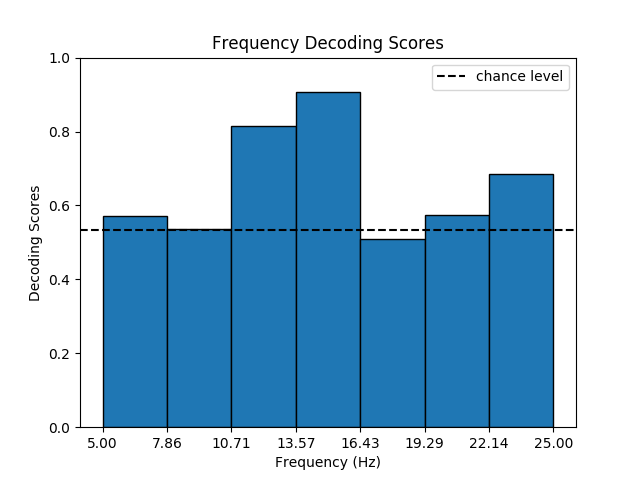 Frequency Decoding Scores
chance level
1.0
0.8
0.6
0.4
0.2
0.0
Decoding Scores
5.00 7.86 10.71 13.57 16.43 19.29 22.14 25.00
Frequency (Hz)